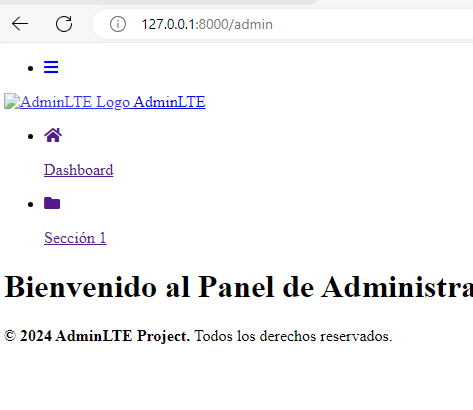 127.0.0.1:8000/admin
AdminLTE Logo AdminLTE
Dashboard
Sección 1
Bienvenido al Panel de Administra
© 2024 AdminLTE Project. Todos los derechos reservados.